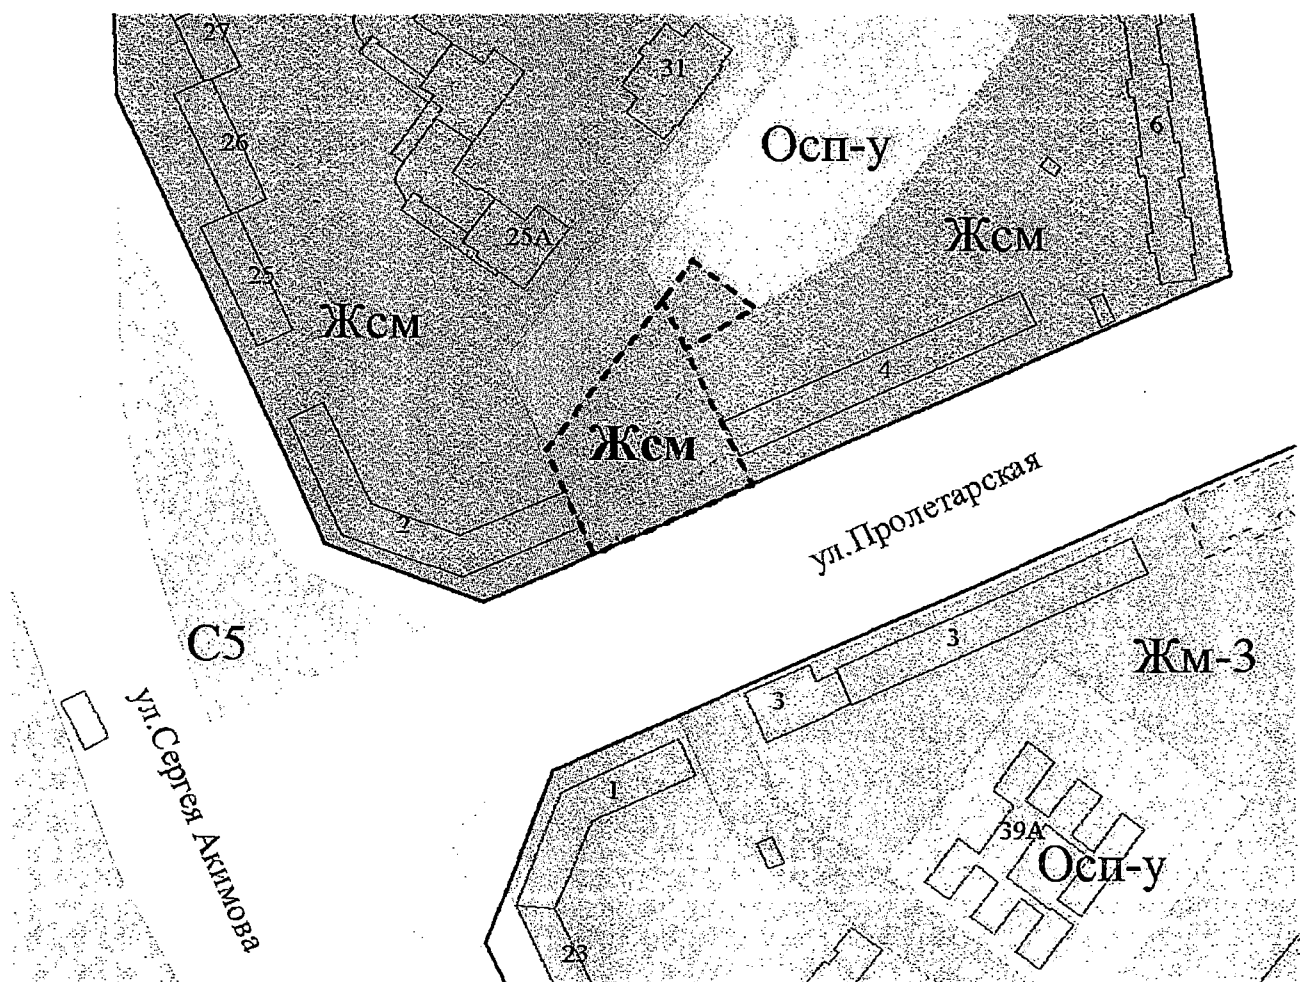 27
31
6
26
Осп-у
25А
Жсм
25
Жсм
4
Жсм
2
ул.Пролетарская
С5
3
Жм-3
3
ул.Сергея Акимова
1
39А
Осп-у
23